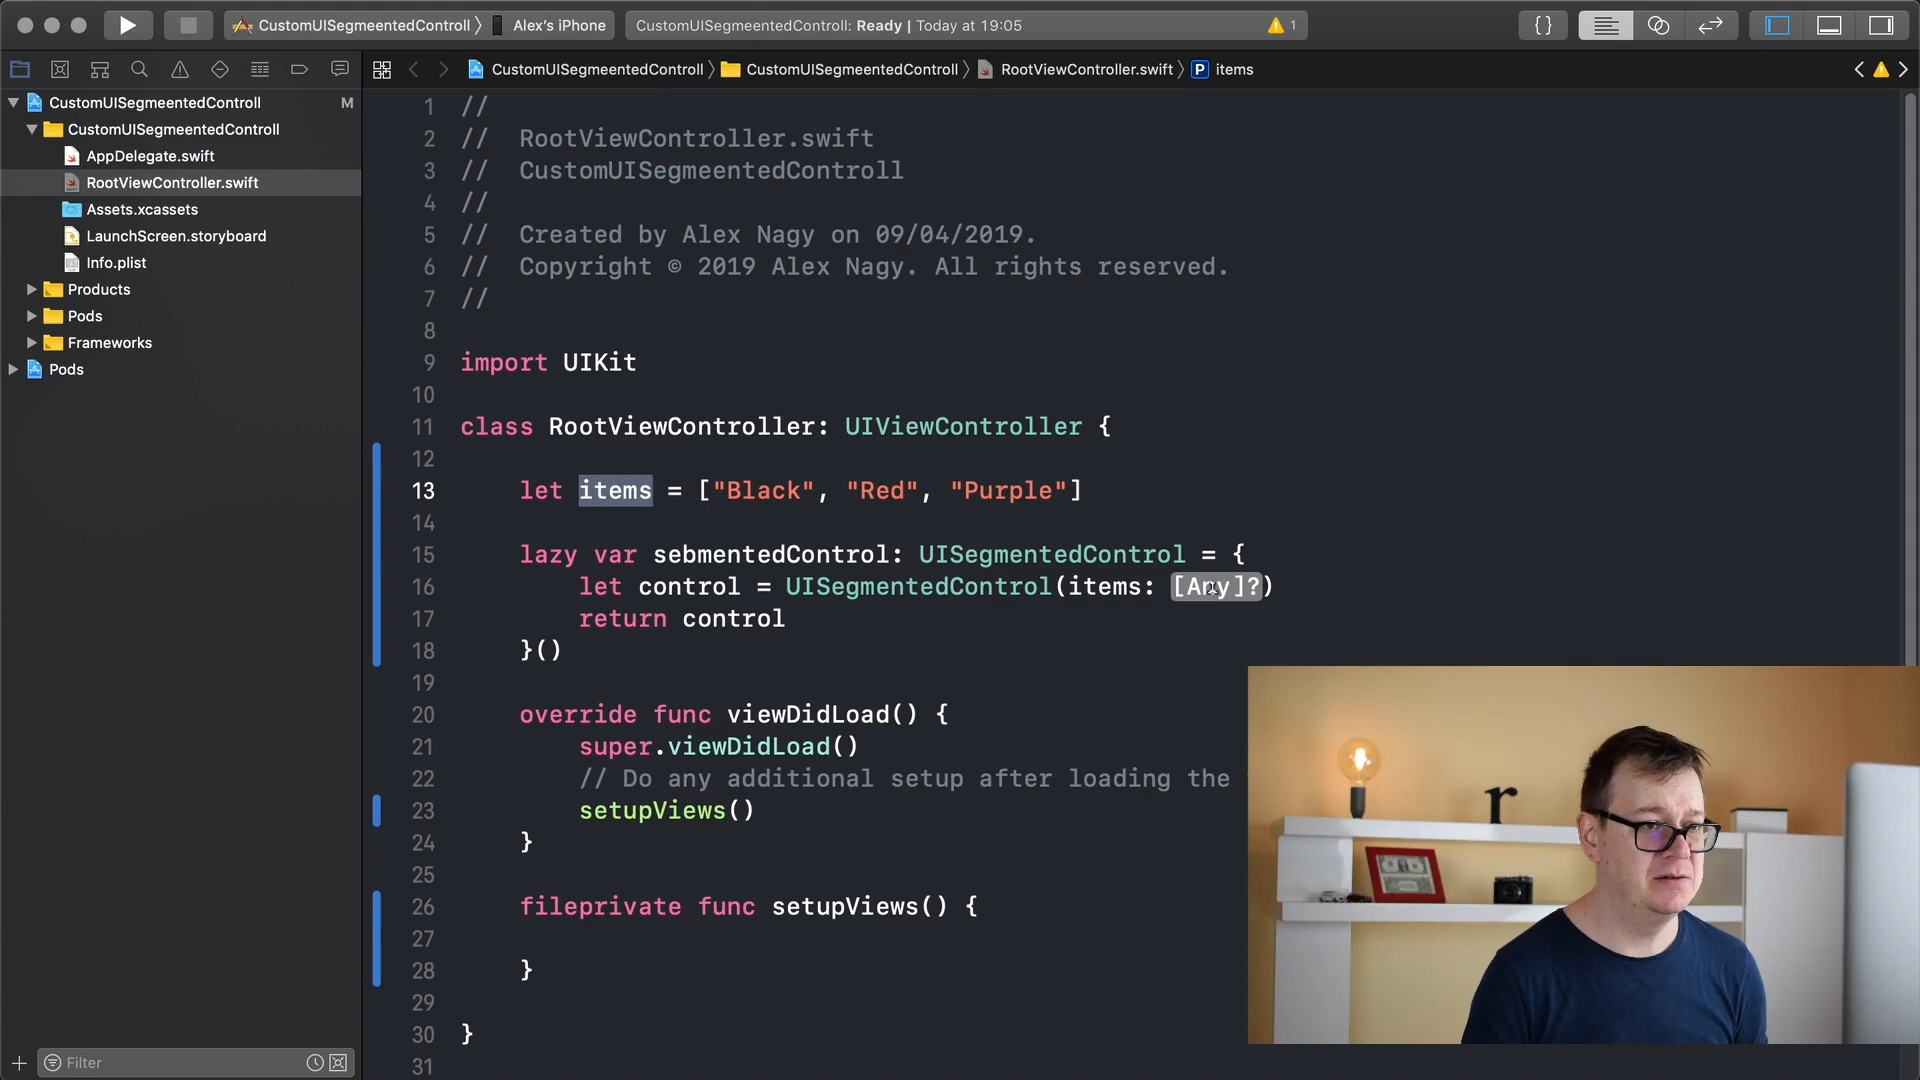 CustomUISegmeentedControll 〉 Alex's iPhone
CustomUISegmeentedControll: Ready | Today at 19:05
1
{}
CustomUISegmeentedControll 〉 CustomUISegmeentedControll 〉 RootViewController.swift 〉 P items
CustomUISegmeentedControll M
CustomUISegmeentedControll
AppDelegate.swift
RootViewController.swift
Assets.xcassets
LaunchScreen.storyboard
Info.plist
Products
Pods
Frameworks
Pods
Filter
1 //
2 //  RootViewController.swift
3 //  CustomUISegmeentedControll
4 //
5 //  Created by Alex Nagy on 09/04/2019.
6 //  Copyright © 2019 Alex Nagy. All rights reserved.
7 //
8
9 import UIKit
10
11 class RootViewController: UIViewController {
12
13     let items = ["Black", "Red", "Purple"]
14
15     lazy var sebmentedControl: UISegmentedControl = {
16         let control = UISegmentedControl(items: [Any]?)
17         return control
18     }()
19
20     override func viewDidLoad() {
21         super.viewDidLoad()
22         // Do any additional setup after loading the
23         setupViews()
24     }
25
26     fileprivate func setupViews() {
27
28     }
29
30 }
31